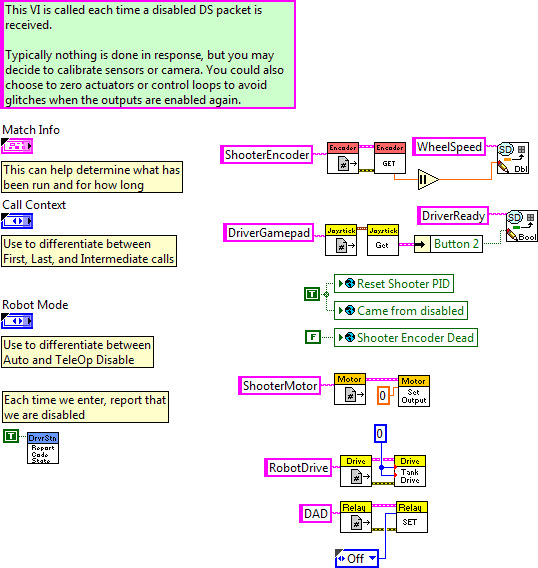 This VI is called each time a disabled DS packet is
received.
Typically nothing is done in response, but you may
decide to calibrate sensors or camera. You could also
choose to zero actuators or control loops to avoid
glitches when the outputs are enabled again.
Match Info
This can help determine what has
been run and for how long
Call Context
Use to differentiate between
First, Last, and Intermediate calls
Robot Mode
Use to differentiate between
Auto and TeleOp Disable
Each time we enter, report that
we are disabled
T
DrvrStn
Report
Code
State
ShooterEncoder
Encoder
#
Encoder
GET
WheelSpeed
SD
Dbl
DriverGamepad
Joystick
#
Joystick
Get
Button 2
DriverReady
SD
Bool
T
Reset Shooter PID
Came from disabled
F
Shooter Encoder Dead
ShooterMotor
Motor
#
0
Motor
Set
Output
0
RobotDrive
Drive
#
Drive
Tank
Drive
DAD
Relay
#
Relay
SET
Off